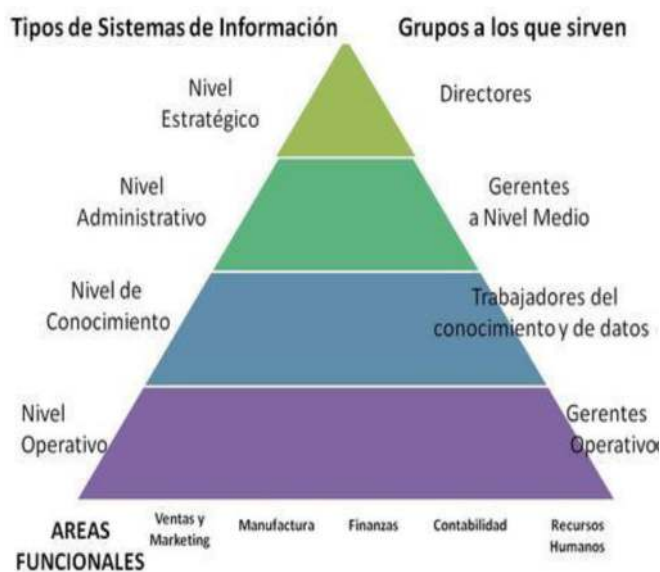 Tipos de Sistemas de Información
Grupos a los que sirven
Nivel
Estratégico
Directores
Nivel
Administrativo
Gerentes
a Nivel Medio
Nivel de
Conocimiento
Trabajadores del
conocimiento y de datos
Nivel
Operativo
Gerentes
Operativo
AREAS
FUNCIONALES
Ventas y
Marketing
Manufactura
Finanzas
Contabilidad
Recursos
Humanos